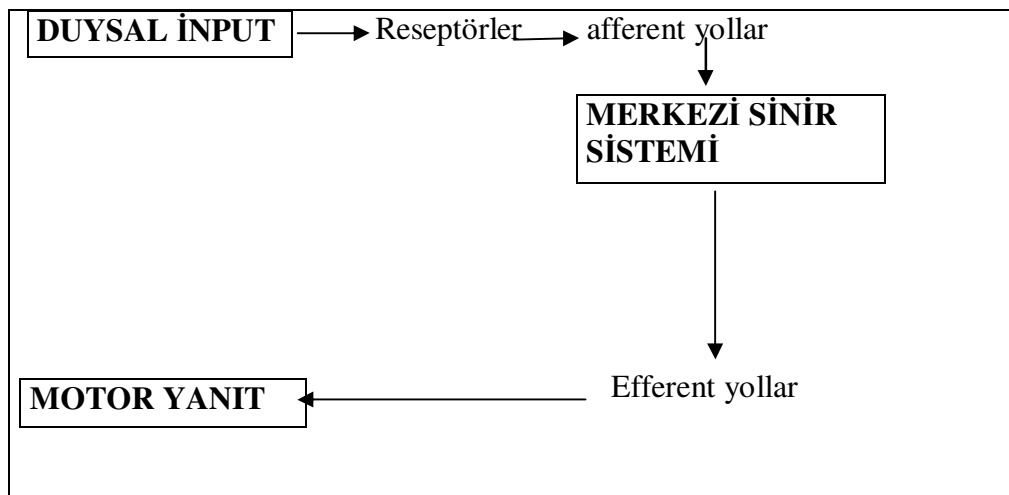 DUYSAL İNPUT Reseptörler afferent yollar
MERKEZİ SİNİR
SİSTEMİ
Efferent yollar
MOTOR YANIT